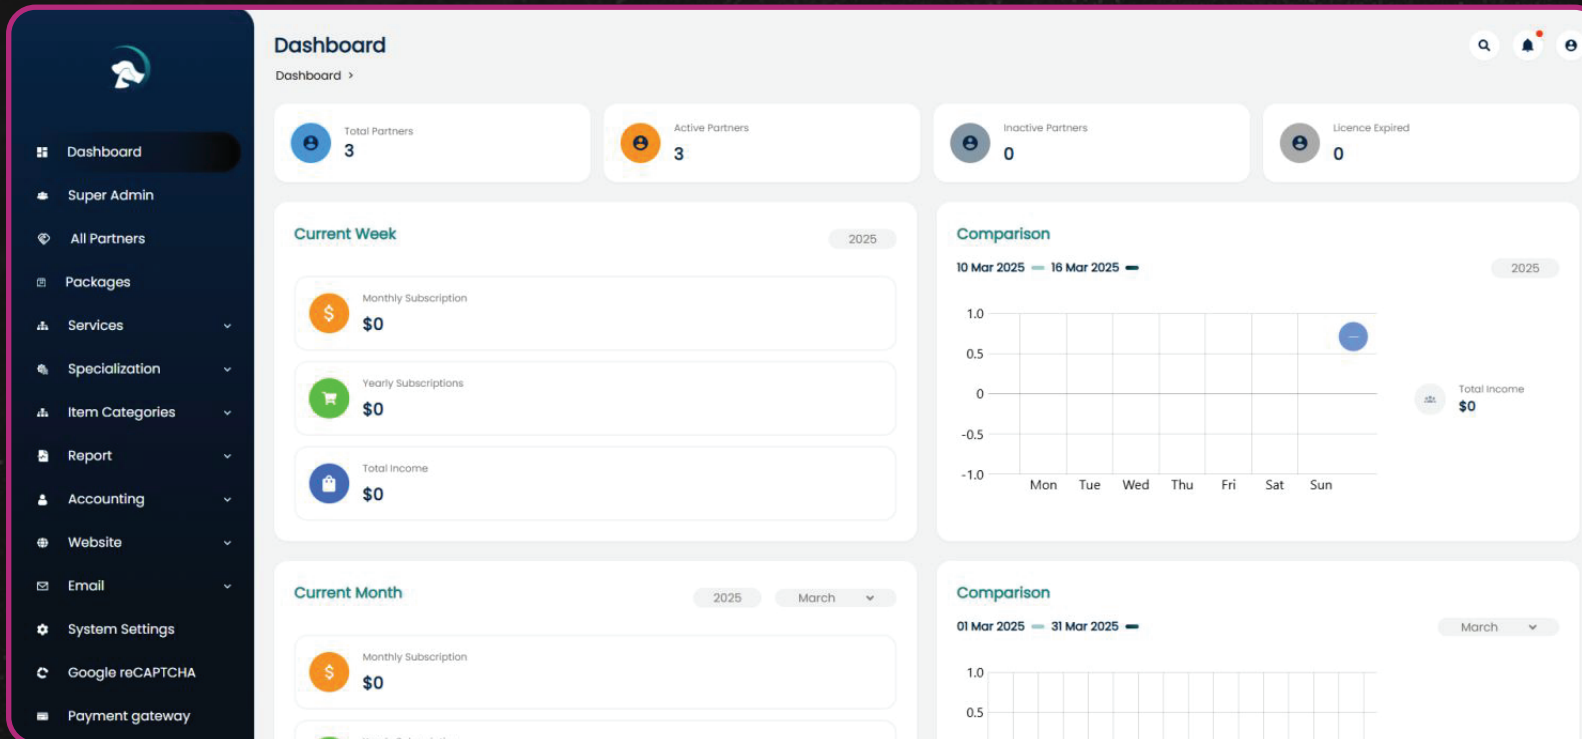 Dashboard
Dashboard >
Dashboard
Super Admin
All Partners
Packages
Services
Specialization
Item Categories
Report
Accounting
Website
Email
System Settings
Google reCAPTCHA
Payment gateway
Total Partners
3
Active Partners
3
Inactive Partners
0
Licence Expired
0
Current Week
2025
Monthly Subscription
$0
Yearly Subscriptions
$0
Total Income
$0
Comparison
10 Mar 2025 16 Mar 2025
2025
1.0
0.5
0
-0.5
-1.0
Mon Tue Wed Thu Fri Sat Sun
Total Income
$0
Current Month
2025 March
Monthly Subscription
$0
Comparison
01 Mar 2025 31 Mar 2025
March
1.0
0.5